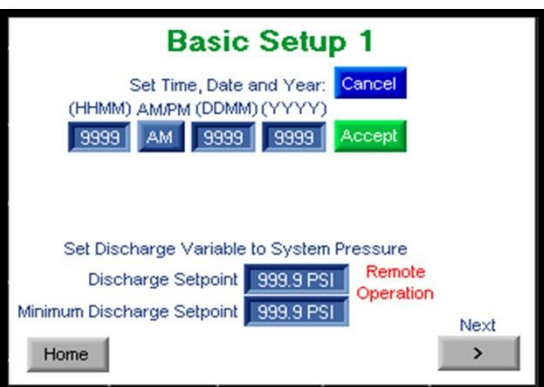 Basic Setup 1
Set Time, Date and Year: Cancel
(HHMM) AM/PM (DDMM) (YYYY)
9999 AM 9999 9999 Accept
Set Discharge Variable to System Pressure
Discharge Setpoint 999.9 PSI Remote
Operation
Minimum Discharge Setpoint 999.9 PSI
Next
Home >